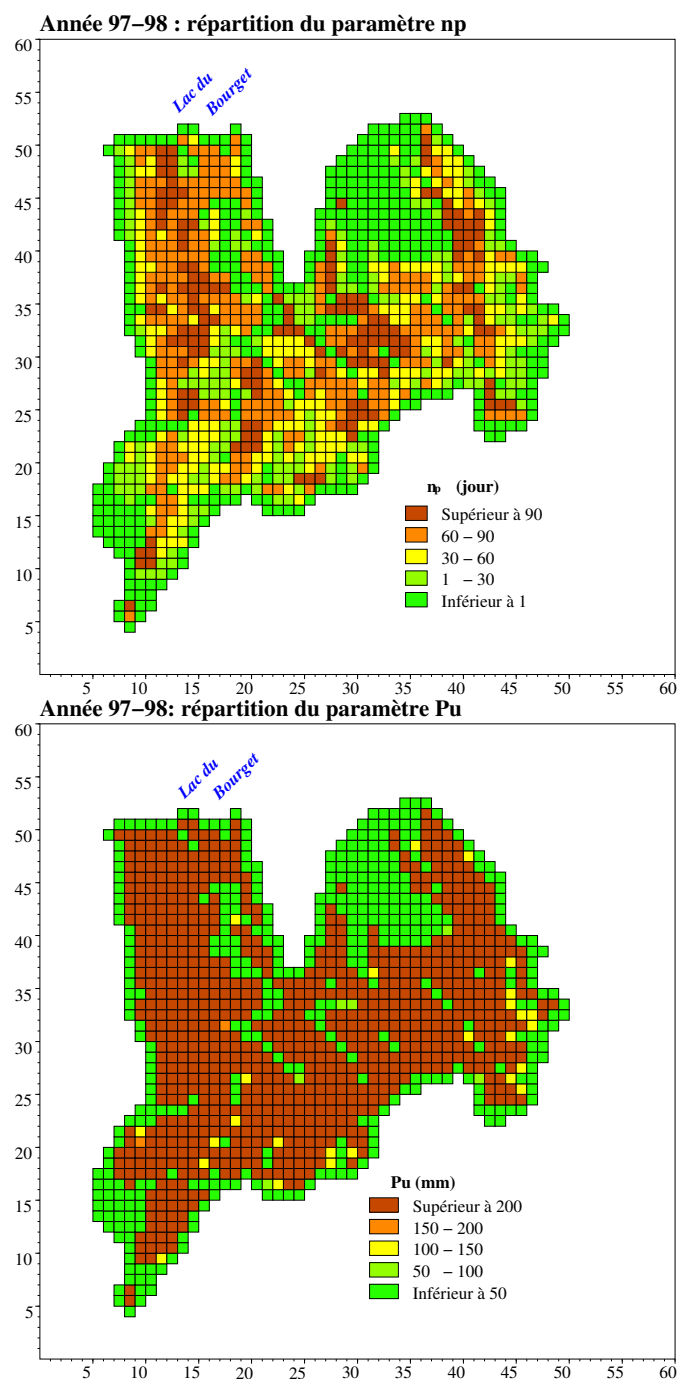 Année 97−98 : répartition du paramètre np
60
55
Lac du
Bourget
50
45
40
35
30
25
20
15
10
5
np (jour)
Supérieur à 90
60 − 90
30 − 60
1 − 30
Inférieur à 1
5 10 15 20 25 30 35 40 45 50 55 60
Année 97−98: répartition du paramètre Pu
60
55
Lac du
Bourget
50
45
40
35
30
25
20
15
10
5
Pu (mm)
Supérieur à 200
150 − 200
100 − 150
50 − 100
Inférieur à 50
5 10 15 20 25 30 35 40 45 50 55 60